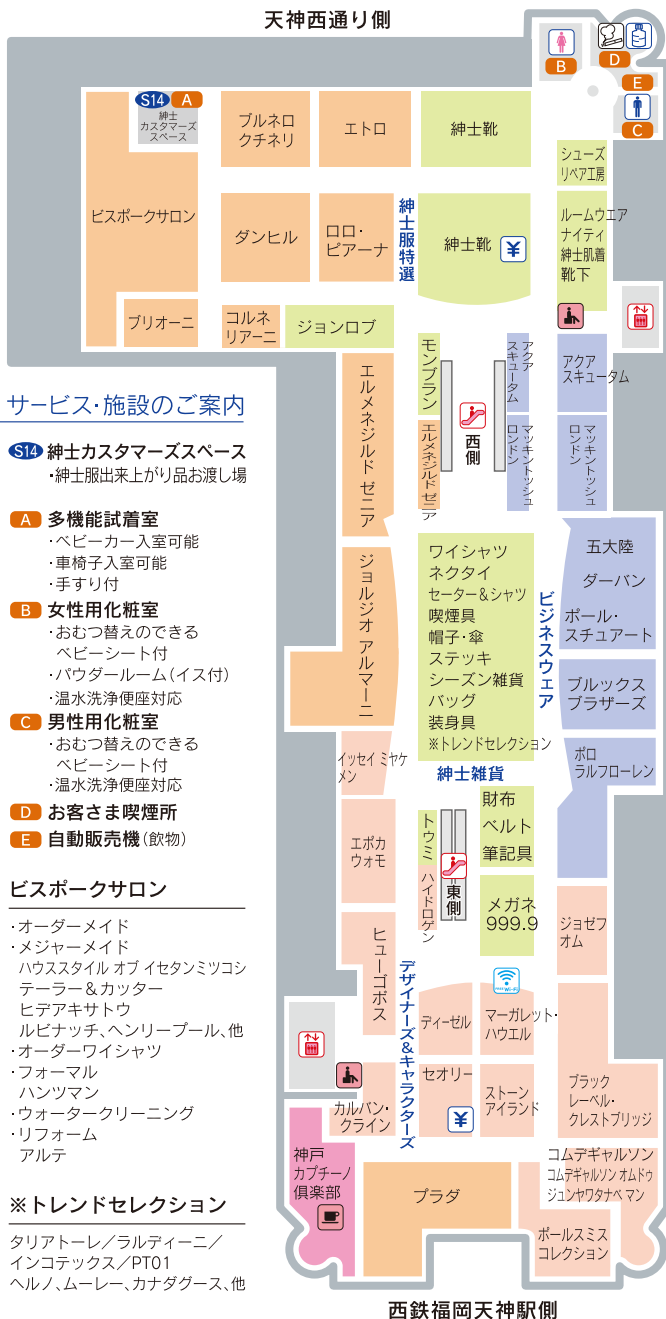 天神西通り側
B
D
E
C
S14 A
紳士
カスタマーズ
スペース
ブルネロ
クチネリ
エトロ
紳士靴
シューズ
リペア工房
ビスポークサロン
ダンヒル
ロロ・
ピアーナ
紳士服特選
紳士靴
¥
ルームウエア
ナイティ
紳士肌着
靴下
ブリオーニ
コルネ
リアーニ
ジョンロブ
エルメネジルド ゼニア
モンブラン
エルメネジルド ゼニア
西側
アクア
スキュータム
アクア
スキュータム
マッキントッシュ
ロンドン
マッキントッシュ
ロンドン
ジョルジオ アルマーニ
ワイシャツ
ネクタイ
セーター&シャツ
喫煙具
帽子・傘
ステッキ
シーズン雑貨
バッグ
装身具
※トレンドセレクション
紳士雑貨
ビジネスウェア
五大陸
ダーバン
ポール・
スチュアート
ブルックス
ブラザーズ
ポロ
ラルフローレン
イッセイ ミヤケ
メン
エポカ
ウォモ
トウミ
ハイドロゲン
東側
財布
ベルト
筆記具
メガネ
999.9
ジョゼフ
オム
ヒューゴボス
デザイナーズ&キャラクターズ
ディーゼル
マーガレット・
ハウエル
セオリー
¥
ストーン
アイランド
ブラック
レーベル・
クレストブリッジ
カルバン・
クライン
神戸
カプチーノ
倶楽部
プラダ
コムデギャルソン
コムデギャルソン オムドゥ
ジュンヤワタナベ マン
ポールスミス
コレクション
西鉄福岡天神駅側
サービス・施設のご案内
S14 紳士カスタマーズスペース
・紳士服出来上がり品お渡し場
A 多機能試着室
・ベビーカー入室可能
・車椅子入室可能
・手すり付
B 女性用化粧室
・おむつ替えのできる
ベビーシート付
・パウダールーム(イス付)
・温水洗浄便座対応
C 男性用化粧室
・おむつ替えのできる
ベビーシート付
・温水洗浄便座対応
D お客さま喫煙所
E 自動販売機(飲物)
ビスポークサロン
・オーダーメイド
・メジャーメイド
ハウススタイル オブ イセタンミツコシ
テーラー&カッター
ヒデアキサトウ
ルビナッチ、ヘンリープール、他
・オーダーワイシャツ
・フォーマル
ハンツマン
・ウォータークリーニング
・リフォーム
アルテ
※トレンドセレクション
タリアトーレ／ラルディーニ／
インコテックス／PT01
ヘルノ、ムーレー、カナダグース、他